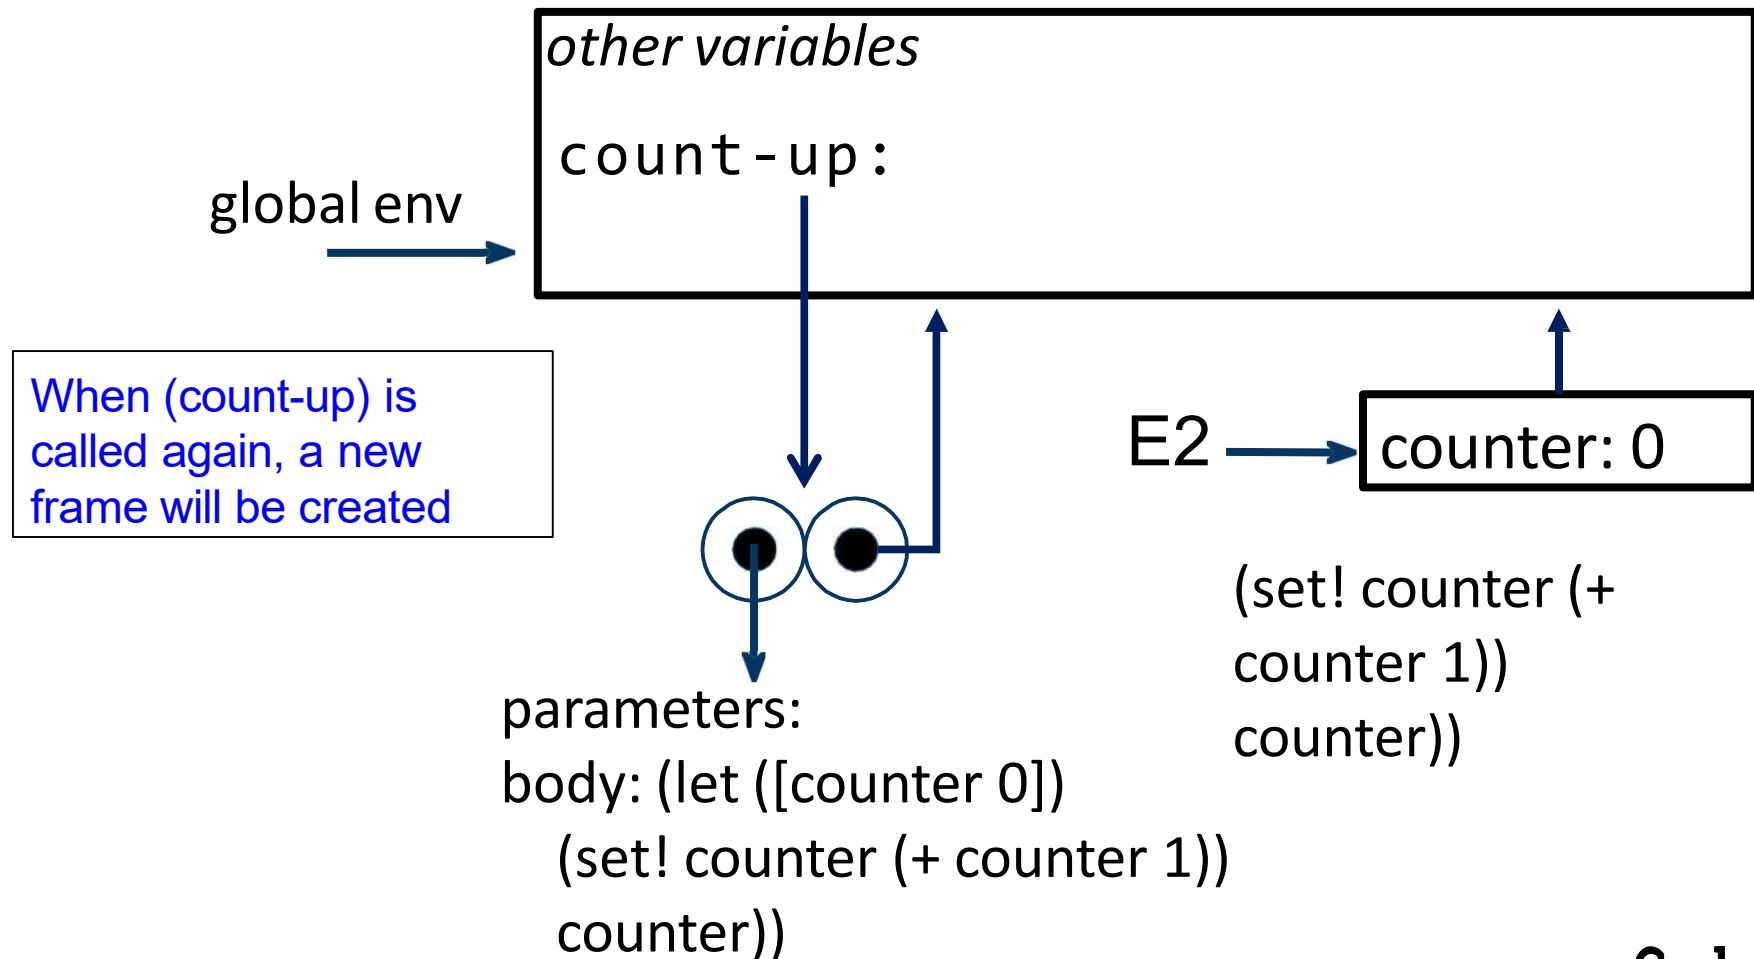 other variables
count-up:
global env
When (count-up) is
called again, a new
frame will be created
E2
counter: 0
(set! counter (+
counter 1))
counter))
parameters:
body: (let ([counter 0])
(set! counter (+ counter 1))
counter))